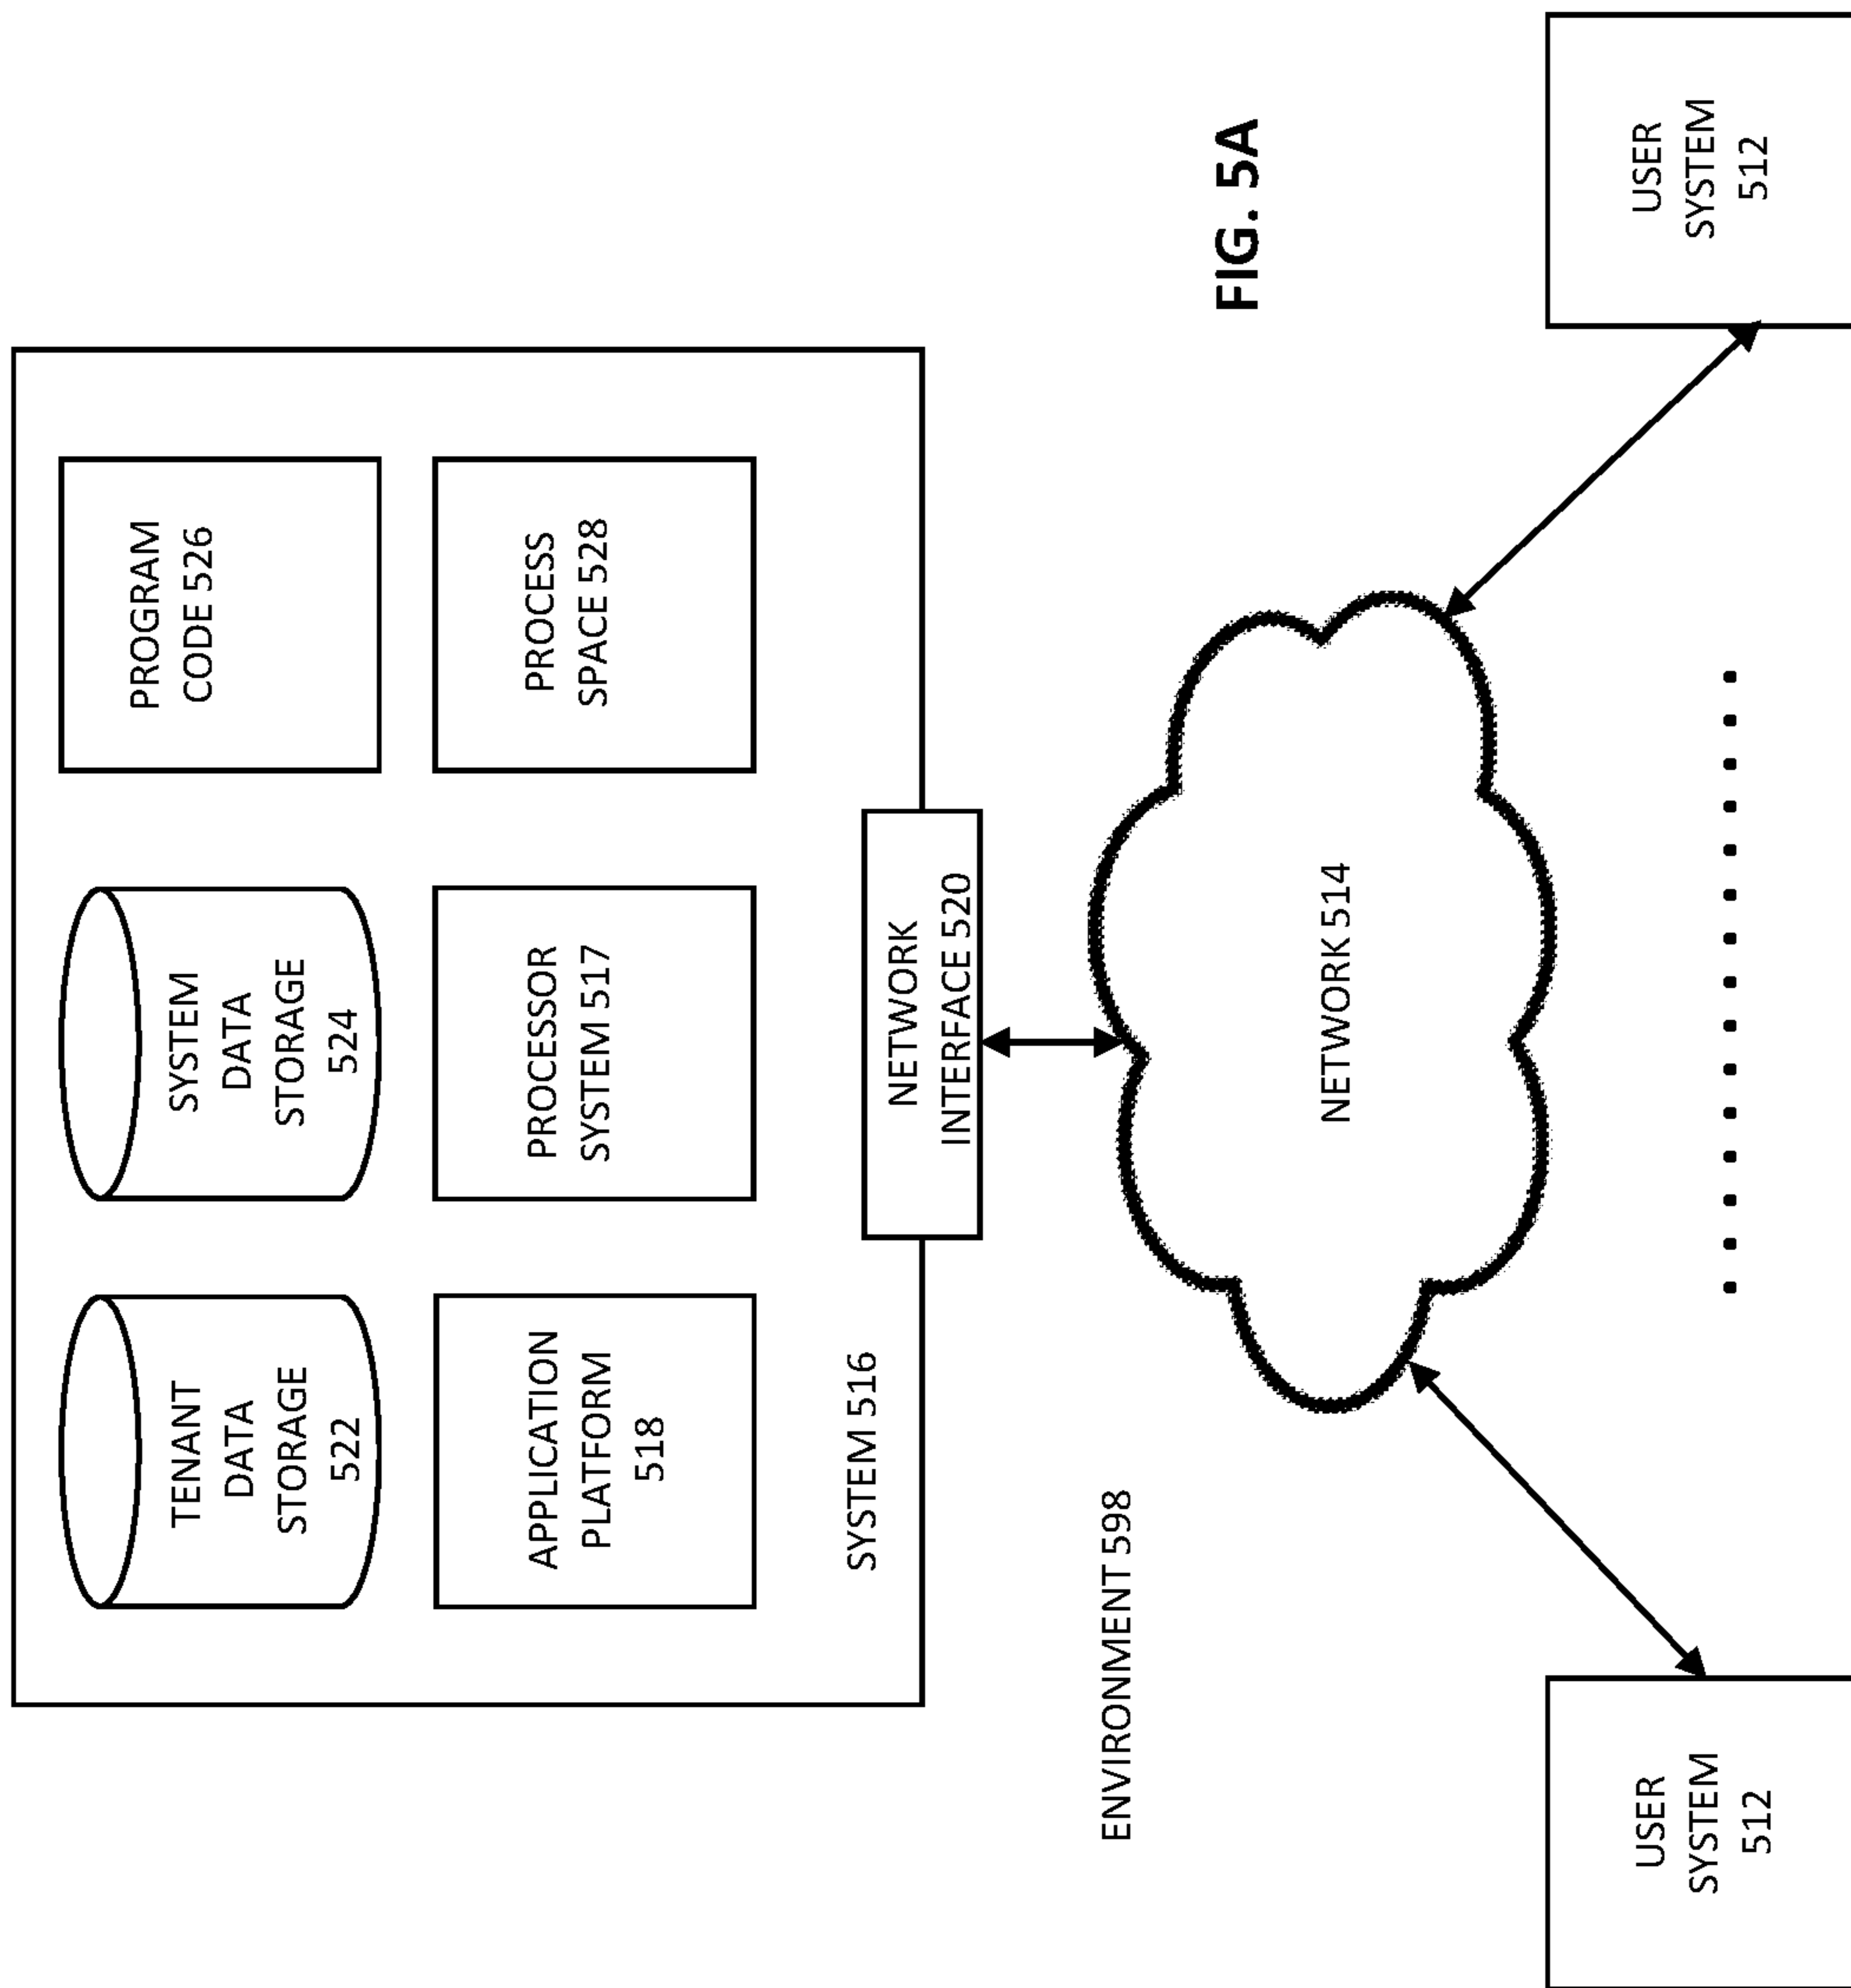 TENANT
DATA
STORAGE
522
SYSTEM
DATA
STORAGE
524
PROGRAM
CODE 526
APPLICATION
PLATFORM
518
PROCESSOR
SYSTEM 517
PROCESS
SPACE 528
SYSTEM 516
NETWORK
INTERFACE 520
ENVIRONMENT 598
FIG. 5A
NETWORK 514
USER
SYSTEM
512
USER
SYSTEM
512